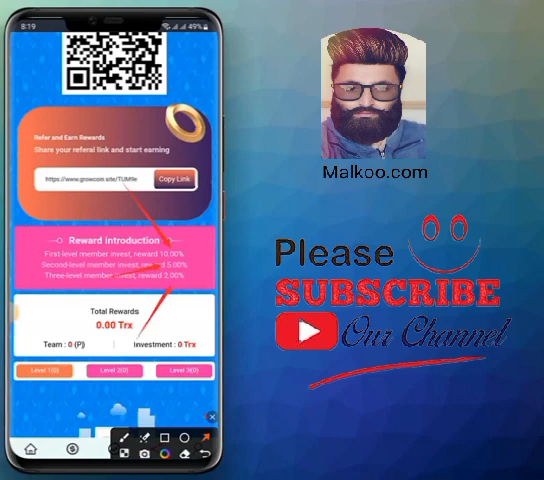 8:19
49%
Refer and Earn Rewards
Share your referal link and start earning
https://www.growcom.site/TUM9e
Copy Link
Reward introduction
First-level member invest, reward 10.00%
Second-level member invest, reward 5.00%
Three-level member invest, reward 2.00%
Total Rewards
0.00 Trx
Team : 0 (P)
Investment : 0 Trx
Level 1(0)
Level 2(0)
Level 3(0)
Malkoo.com
Please
SUBSCRIBE
Our Channel